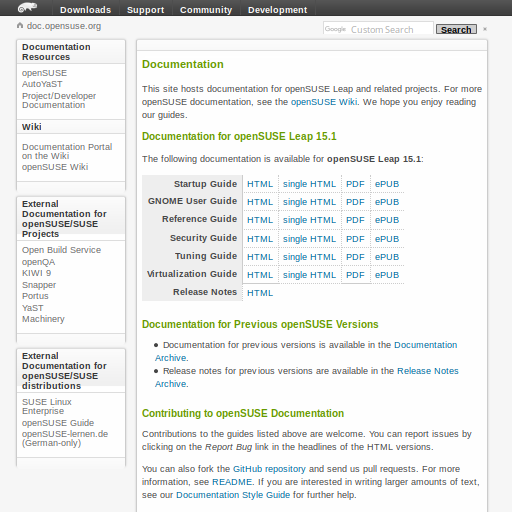 Downloads Support Community Development
doc.opensuse.org
Google Custom Search Search ×
Documentation
Resources
openSUSE
AutoYaST
Project/Developer
Documentation
Wiki
Documentation Portal
on the Wiki
openSUSE Wiki
External
Documentation for
openSUSE/SUSE
Projects
Open Build Service
openQA
KIWI 9
Snapper
Portus
YaST
Machinery
External
Documentation for
openSUSE/SUSE
distributions
SUSE Linux
Enterprise
openSUSE Guide
openSUSE-lernen.de
(German-only)
Documentation
This site hosts documentation for openSUSE Leap and related projects. For more
openSUSE documentation, see the openSUSE Wiki. We hope you enjoy reading
our guides.
Documentation for openSUSE Leap 15.1
The following documentation is available for openSUSE Leap 15.1:
Startup Guide HTML single HTML PDF ePUB
GNOME User Guide HTML single HTML PDF ePUB
Reference Guide HTML single HTML PDF ePUB
Security Guide HTML single HTML PDF ePUB
Tuning Guide HTML single HTML PDF ePUB
Virtualization Guide HTML single HTML PDF ePUB
Release Notes HTML
Documentation for Previous openSUSE Versions
• Documentation for previous versions is available in the Documentation
Archive.
• Release notes for previous versions are available in the Release Notes
Archive.
Contributing to openSUSE Documentation
Contributions to the guides listed above are welcome. You can report issues by
clicking on the Report Bug link in the headlines of the HTML versions.
You can also fork the GitHub repository and send us pull requests. For more
information, see README. If you are interested in writing larger amounts of text,
see our Documentation Style Guide for further help.